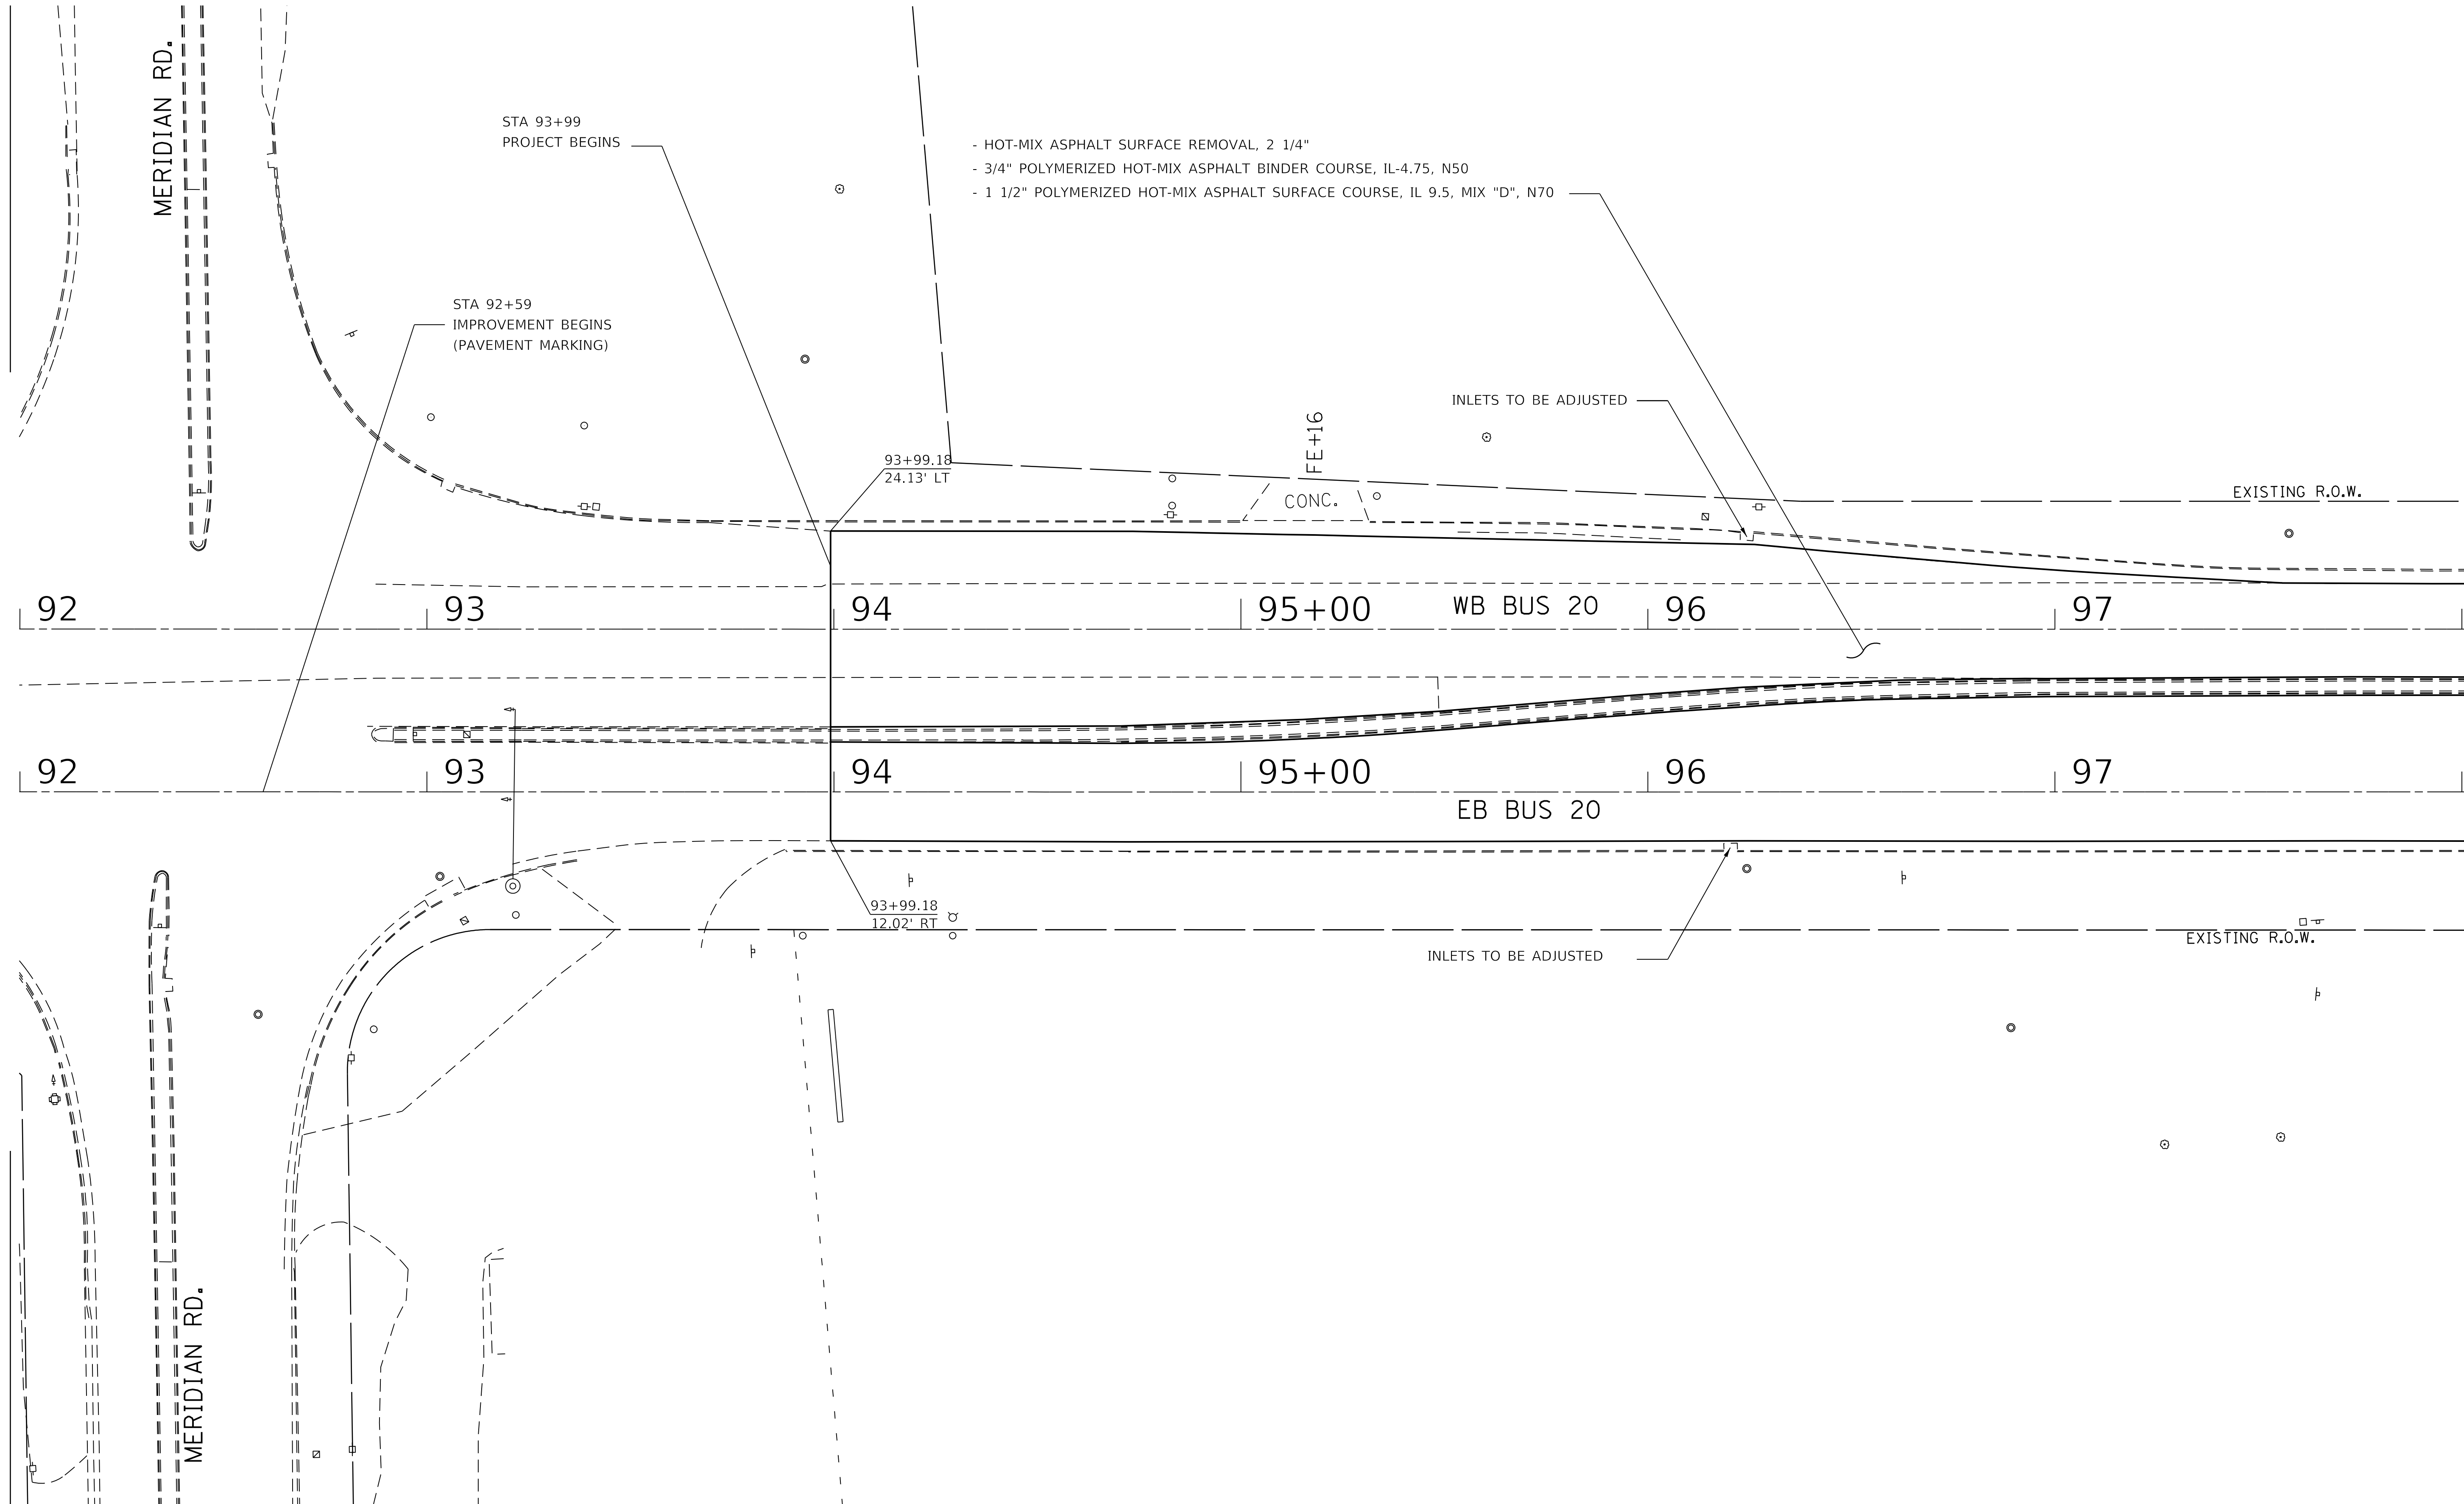 MERIDIAN RD.
STA 93+99
PROJECT BEGINS
- HOT-MIX ASPHALT SURFACE REMOVAL, 2 1/4"
- 3/4" POLYMERIZED HOT-MIX ASPHALT BINDER COURSE, IL-4.75, N50
- 1 1/2" POLYMERIZED HOT-MIX ASPHALT SURFACE COURSE, IL 9.5, MIX "D", N70
STA 92+59
IMPROVEMENT BEGINS
(PAVEMENT MARKING)
INLETS TO BE ADJUSTED
FE+16
93+99.18
24.13' LT
CONC.
EXISTING R.O.W.
92
93
94
95+00
WB BUS 20
96
97
92
93
94
95+00
96
97
EB BUS 20
93+99.18
12.02' RT
EXISTING R.O.W.
INLETS TO BE ADJUSTED
MERIDIAN RD.